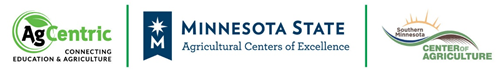 AgCentric
CONNECTING
EDUCATION & AGRICULTURE
MINNESOTA STATE
Agricultural Centers of Excellence
Southern
Minnesota
CENTER OF
AGRICULTURE